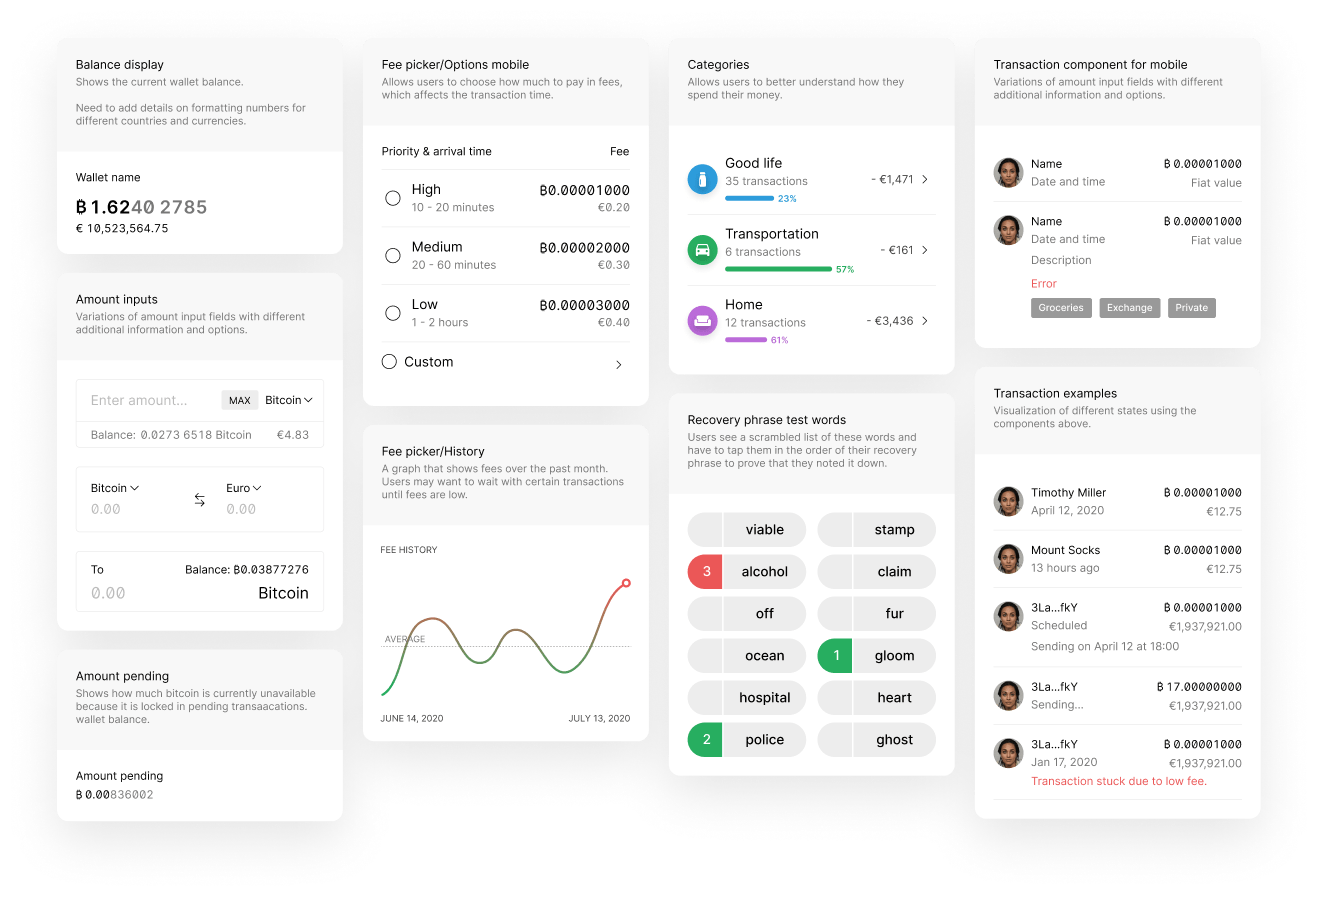 Balance display
Shows the current wallet balance.
Need to add details on formatting numbers for
different countries and currencies.
Wallet name
₿ 1.6240 2785
€ 10,523,564.75
Amount inputs
Variations of amount input fields with different
additional information and options.
Enter amount...
MAX
Bitcoin
Balance: 0.0273 6518 Bitcoin
€4.83
Bitcoin
Euro
0.00
0.00
To
Balance: ₿0.03877276
0.00
Bitcoin
Amount pending
Shows how much bitcoin is currently unavailable
because it is locked in pending transaacations.
wallet balance.
Amount pending
₿ 0.00836002
Fee picker/Options mobile
Allows users to choose how much to pay in fees,
which affects the transaction time.
Priority & arrival time
Fee
High
₿0.00001000
10 - 20 minutes
€0.20
Medium
₿0.00002000
20 - 60 minutes
€0.30
Low
₿0.00003000
1 - 2 hours
€0.40
Custom
Fee picker/History
A graph that shows fees over the past month.
Users may want to wait with certain transactions
until fees are low.
FEE HISTORY
AVERAGE
JUNE 14, 2020
JULY 13, 2020
Categories
Allows users to better understand how they
spend their money.
Good life
35 transactions
- €1,471
23%
Transportation
6 transactions
- €161
57%
Home
12 transactions
- €3,436
61%
Recovery phrase test words
Users see a scrambled list of these words and
have to tap them in the order of their recovery
phrase to prove that they noted it down.
viable
stamp
3 alcohol
claim
off
fur
ocean
1 gloom
hospital
heart
2 police
ghost
Transaction component for mobile
Variations of amount input fields with different
additional information and options.
Name
₿ 0.00001000
Date and time
Fiat value
Name
₿ 0.00001000
Date and time
Fiat value
Description
Error
Groceries
Exchange
Private
Transaction examples
Visualization of different states using the
components above.
Timothy Miller
₿ 0.00001000
April 12, 2020
€12.75
Mount Socks
₿ 0.00001000
13 hours ago
€12.75
3La...fkY
₿ 0.00001000
Scheduled
€1,937,921.00
Sending on April 12 at 18:00
3La...fkY
₿ 17.00000000
Sending...
€1,937,921.00
3La...fkY
₿ 0.00001000
Jan 17, 2020
€1,937,921.00
Transaction stuck due to low fee.